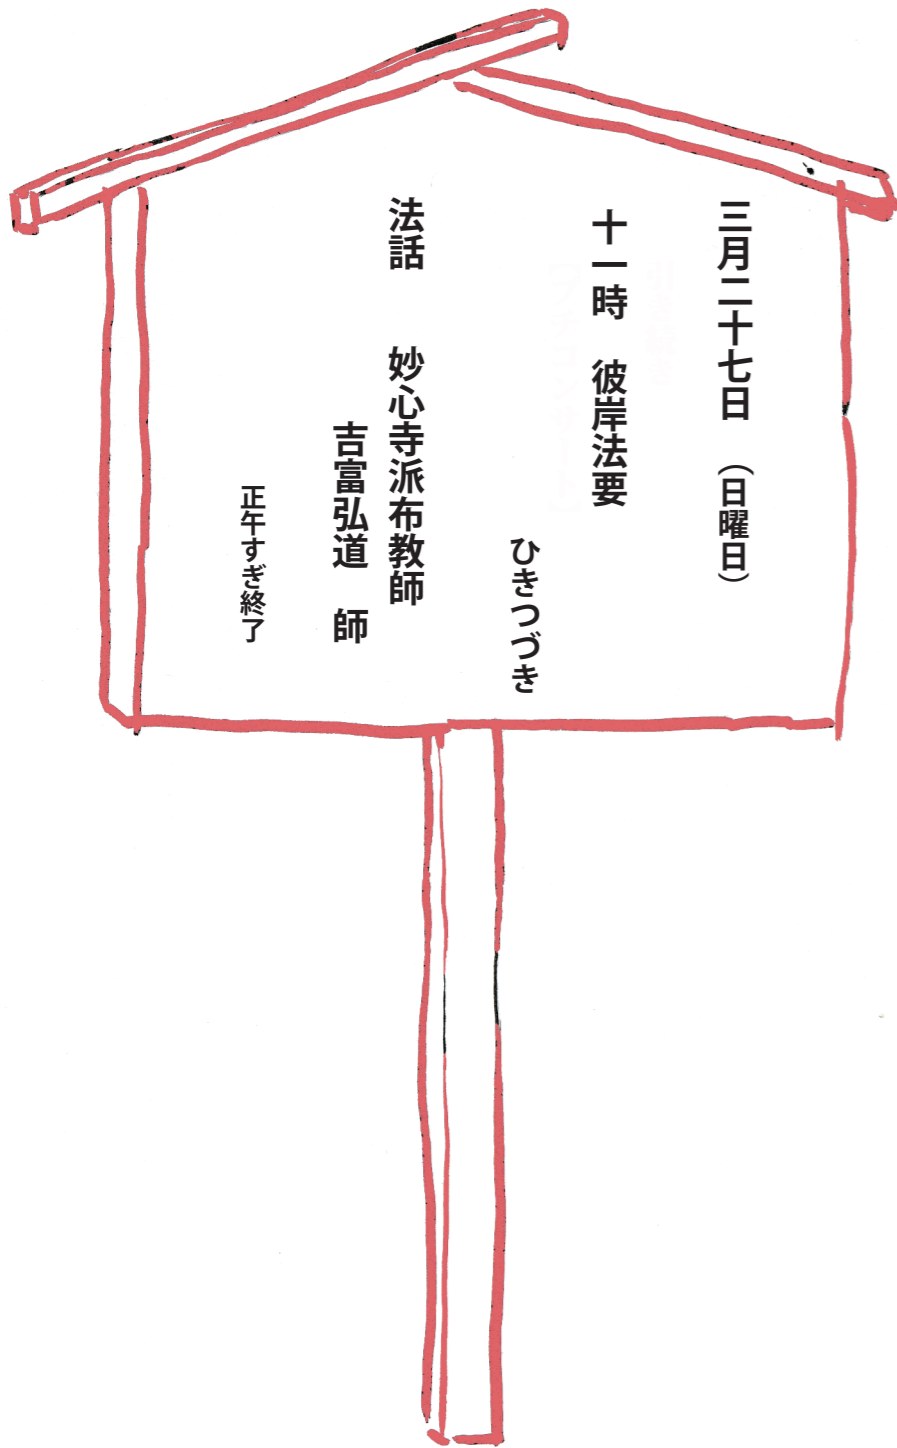 三月二十七日　（日曜日）
十一時　彼岸法要
ひきつづき
法話　　妙心寺派布教師
吉富弘道　師
正午すぎ終了